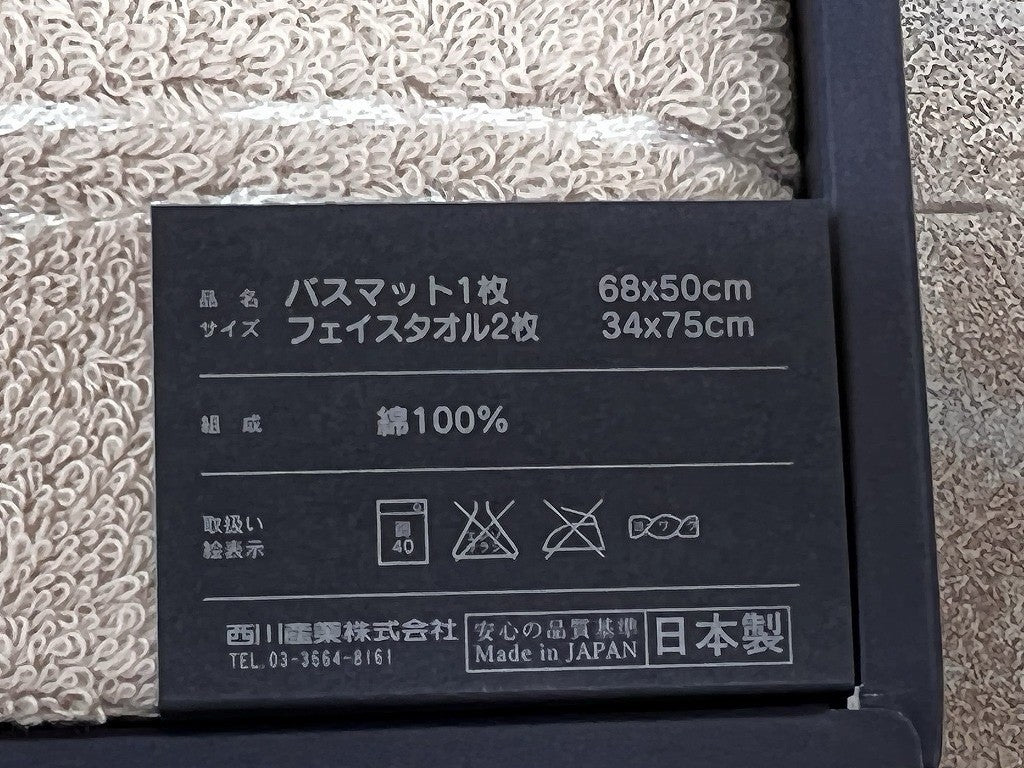 品名 バスマット1枚 68x50cm
サイズ フェイスタオル2枚 34x75cm
組成 綿100%
取扱い
絵表示
40
西川産業株式会社
TEL.03-3664-8161
安心の品質基準
Made in JAPAN
日本製